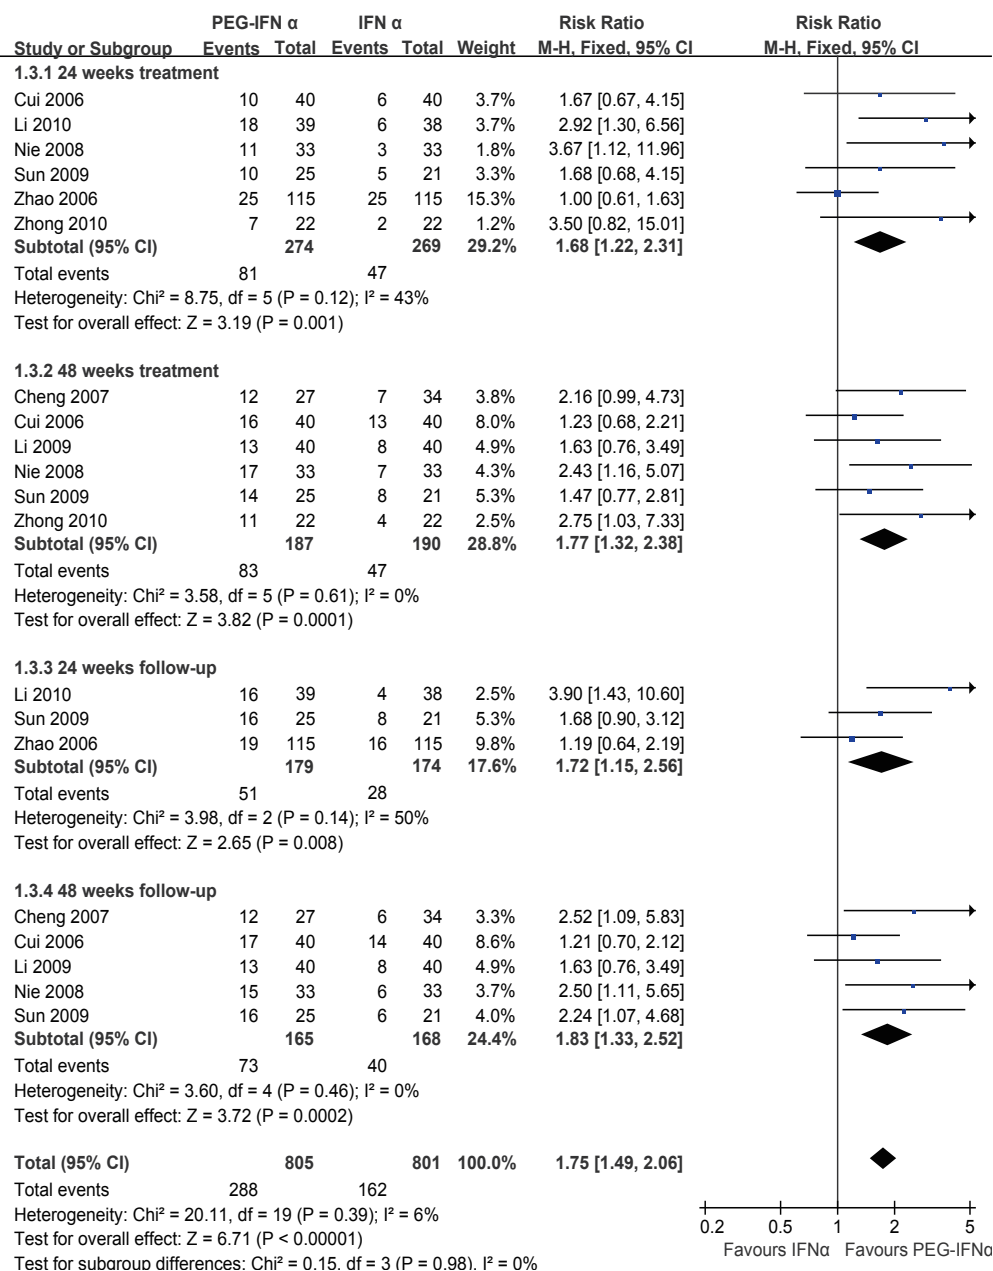 PEG-IFN α IFN α Risk Ratio Risk Ratio
Study or Subgroup Events Total Events Total Weight M-H, Fixed, 95% CI M-H, Fixed, 95% CI
1.3.1 24 weeks treatment
Cui 2006 10 40 6 40 3.7% 1.67 [0.67, 4.15]
Li 2010 18 39 6 38 3.7% 2.92 [1.30, 6.56]
Nie 2008 11 33 3 33 1.8% 3.67 [1.12, 11.96]
Sun 2009 10 25 5 21 3.3% 1.68 [0.68, 4.15]
Zhao 2006 25 115 25 115 15.3% 1.00 [0.61, 1.63]
Zhong 2010 7 22 2 22 1.2% 3.50 [0.82, 15.01]
Subtotal (95% CI) 274 269 29.2% 1.68 [1.22, 2.31]
Total events 81 47
Heterogeneity: Chi² = 8.75, df = 5 (P = 0.12); I² = 43%
Test for overall effect: Z = 3.19 (P = 0.001)
1.3.2 48 weeks treatment
Cheng 2007 12 27 7 34 3.8% 2.16 [0.99, 4.73]
Cui 2006 16 40 13 40 8.0% 1.23 [0.68, 2.21]
Li 2009 13 40 8 40 4.9% 1.63 [0.76, 3.49]
Nie 2008 17 33 7 33 4.3% 2.43 [1.16, 5.07]
Sun 2009 14 25 8 21 5.3% 1.47 [0.77, 2.81]
Zhong 2010 11 22 4 22 2.5% 2.75 [1.03, 7.33]
Subtotal (95% CI) 187 190 28.8% 1.77 [1.32, 2.38]
Total events 83 47
Heterogeneity: Chi² = 3.58, df = 5 (P = 0.61); I² = 0%
Test for overall effect: Z = 3.82 (P = 0.0001)
1.3.3 24 weeks follow-up
Li 2010 16 39 4 38 2.5% 3.90 [1.43, 10.60]
Sun 2009 16 25 8 21 5.3% 1.68 [0.90, 3.12]
Zhao 2006 19 115 16 115 9.8% 1.19 [0.64, 2.19]
Subtotal (95% CI) 179 174 17.6% 1.72 [1.15, 2.56]
Total events 51 28
Heterogeneity: Chi² = 3.98, df = 2 (P = 0.14); I² = 50%
Test for overall effect: Z = 2.65 (P = 0.008)
1.3.4 48 weeks follow-up
Cheng 2007 12 27 6 34 3.3% 2.52 [1.09, 5.83]
Cui 2006 17 40 14 40 8.6% 1.21 [0.70, 2.12]
Li 2009 13 40 8 40 4.9% 1.63 [0.76, 3.49]
Nie 2008 15 33 6 33 3.7% 2.50 [1.11, 5.65]
Sun 2009 16 25 6 21 4.0% 2.24 [1.07, 4.68]
Subtotal (95% CI) 165 168 24.4% 1.83 [1.33, 2.52]
Total events 73 40
Heterogeneity: Chi² = 3.60, df = 4 (P = 0.46); I² = 0%
Test for overall effect: Z = 3.72 (P = 0.0002)
Total (95% CI) 805 801 100.0% 1.75 [1.49, 2.06]
Total events 288 162
Heterogeneity: Chi² = 20.11, df = 19 (P = 0.39); I² = 6%
0.2 0.5 1 2 5
Test for overall effect: Z = 6.71 (P < 0.00001)
Favours IFNα Favours PEG-IFNα
Test for subgroup differences: Chi² = 0.15, df = 3 (P = 0.98), I² = 0%